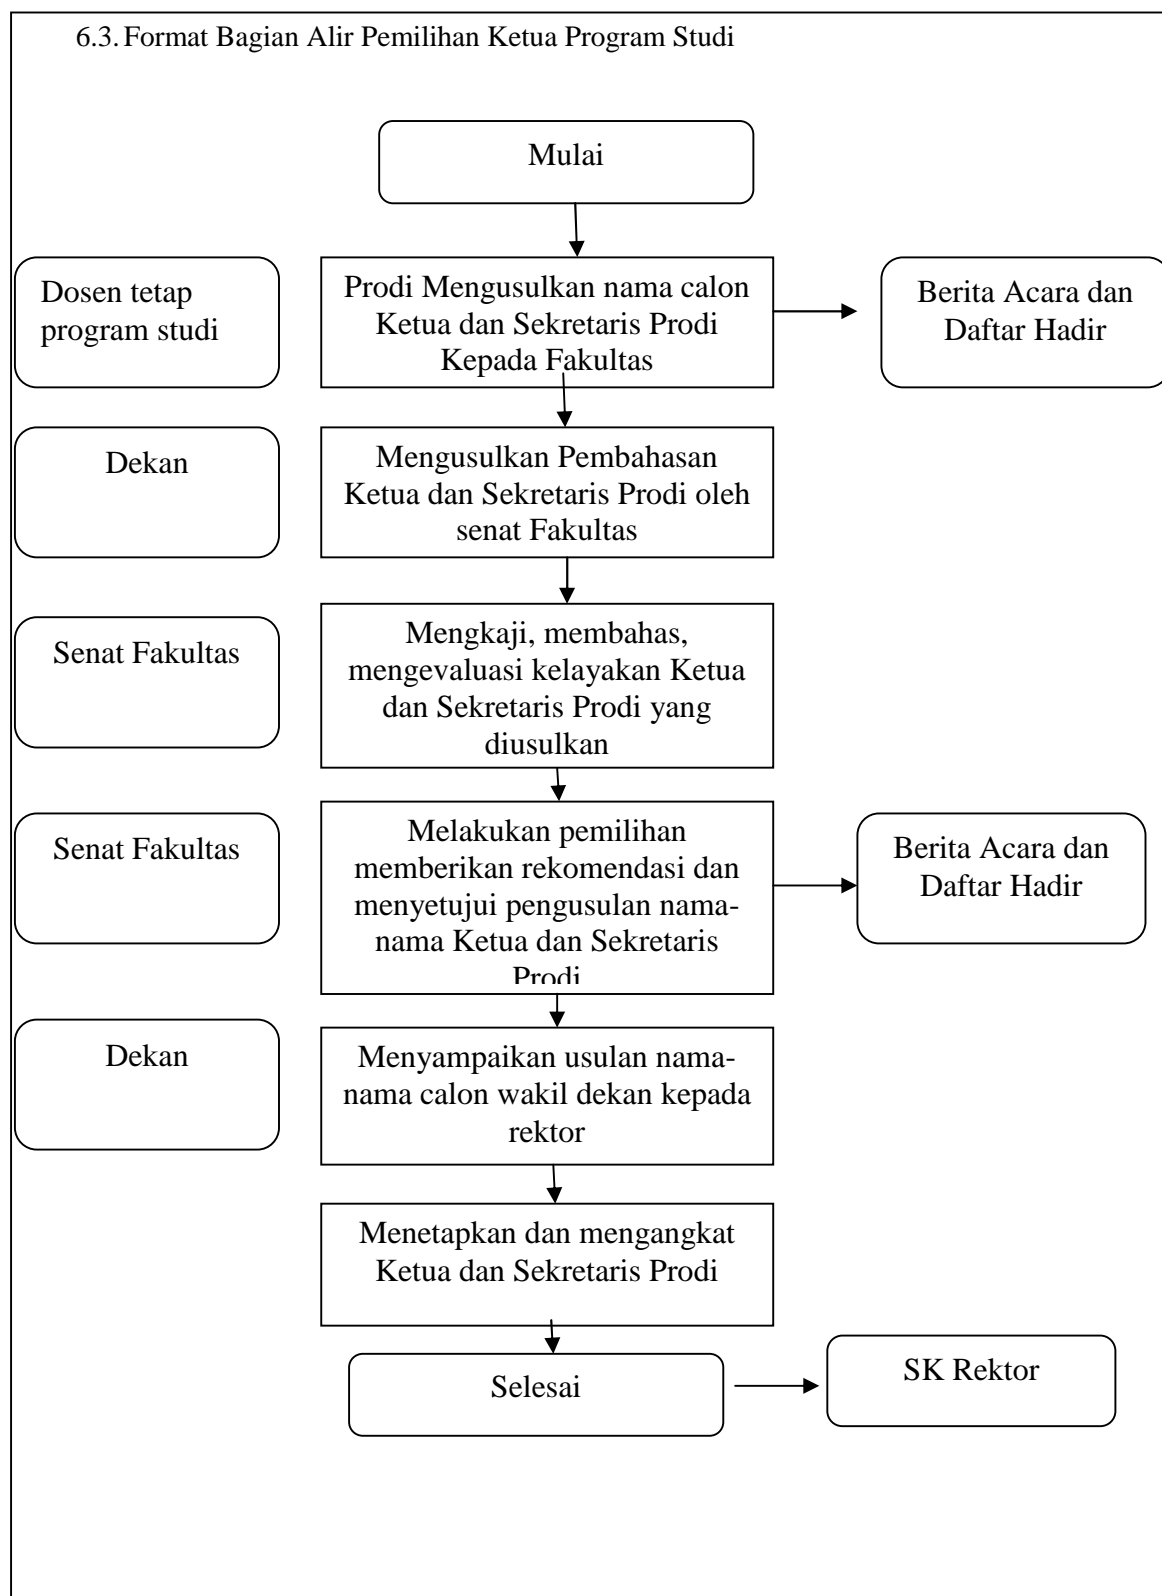 6.3. Format Bagian Alir Pemilihan Ketua Program Studi
Mulai
Dosen tetap
program studi
Prodi Mengusulkan nama calon
Ketua dan Sekretaris Prodi
Kepada Fakultas
Berita Acara dan
Daftar Hadir
Dekan
Mengusulkan Pembahasan
Ketua dan Sekretaris Prodi oleh
senat Fakultas
Senat Fakultas
Mengkaji, membahas,
mengevaluasi kelayakan Ketua
dan Sekretaris Prodi yang
diusulkan
Senat Fakultas
Melakukan pemilihan
memberikan rekomendasi dan
menyetujui pengusulan nama-
nama Ketua dan Sekretaris
Prodi
Berita Acara dan
Daftar Hadir
Dekan
Menyampaikan usulan nama-
nama calon wakil dekan kepada
rektor
Menetapkan dan mengangkat
Ketua dan Sekretaris Prodi
Selesai
SK Rektor